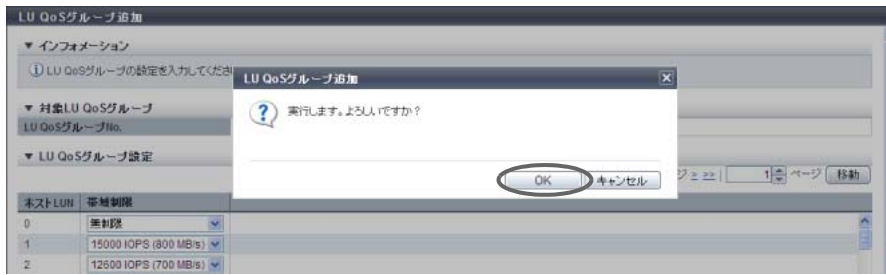 LU QoSグループ追加
▼ インフォメーション
LU QoSグループの設定を入力してくださ
LU QoSグループ追加
実行します。よろしいですか?
OK キャンセル
▼ 対象LU QoSグループ
LU QoSグループNo.
▼ LU QoSグループ設定
ジ ≥ ≥≥ | 1 ページ 移動
ホストLUN 帯域制限
0 無制限
1 15000 IOPS (800 MB/s)
2 12600 IOPS (700 MB/s)